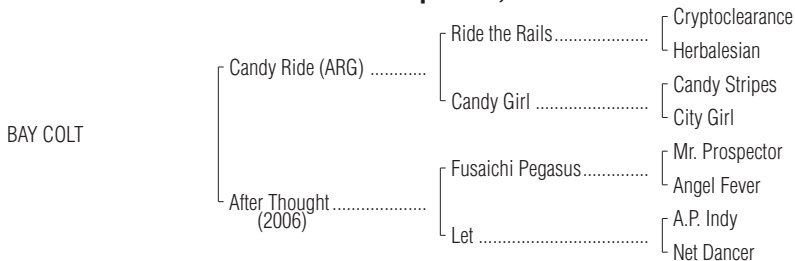 Cryptoclearance
Ride the Rails....................
Herbalesian
Candy Ride (ARG) ............
Candy Stripes
Candy Girl ........................
City Girl
BAY COLT
Mr. Prospector
Fusaichi Pegasus..............
Angel Fever
After Thought....................
(2006)
A.P. Indy
Let ....................................
Net Dancer